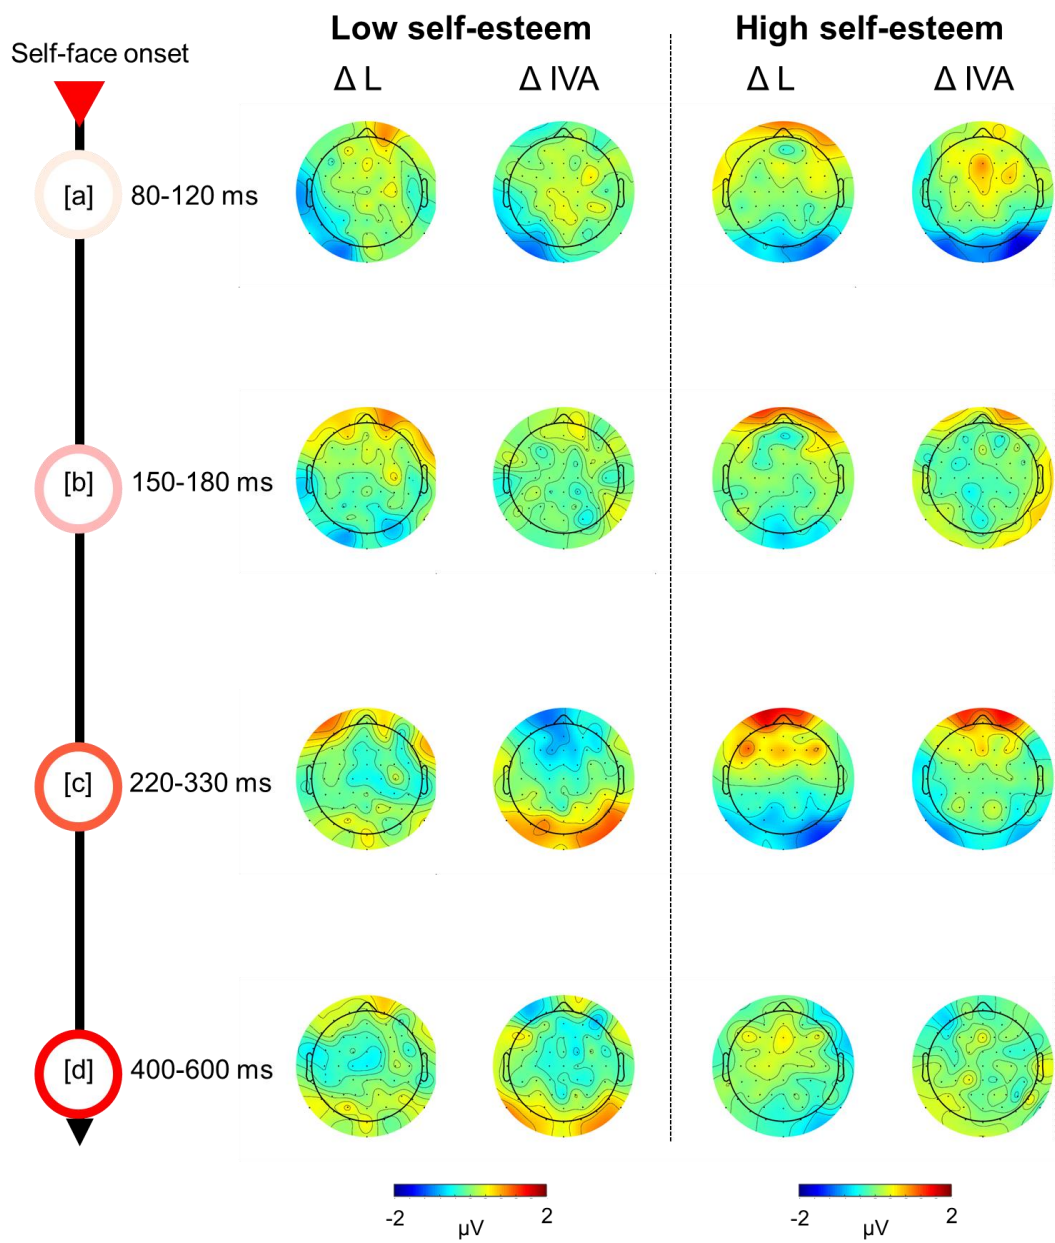 Low self-esteem
High self-esteem
Self-face onset
Δ L
Δ IVA
Δ L
Δ IVA
[a]
80-120 ms
[b]
150-180 ms
[c]
220-330 ms
[d]
400-600 ms
-2
µV
2
-2
µV
2